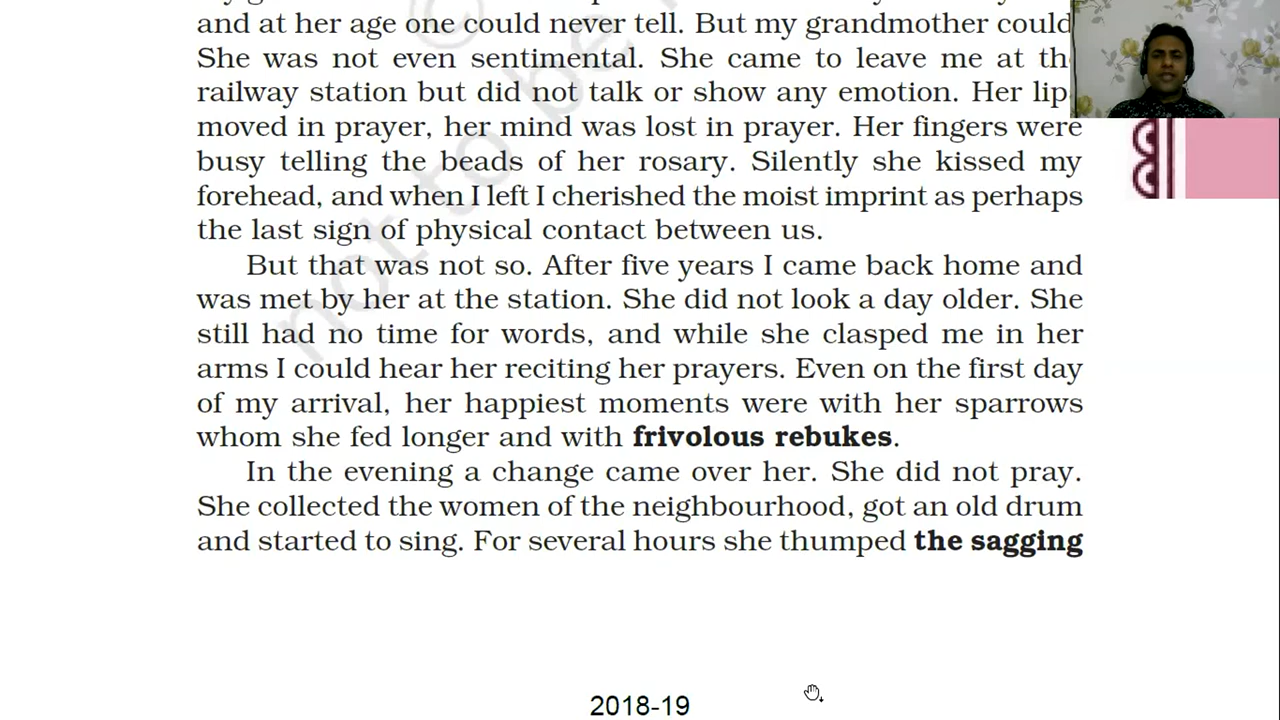 and at her age one could never tell. But my grandmother could
She was not even sentimental. She came to leave me at
railway station but did not talk or show any emotion. Her
moved in prayer, her mind was lost in prayer. Her fingers were
busy telling the beads of her rosary. Silently she kissed my
forehead, and when I left I cherished the moist imprint as perhaps
the last sign of physical contact between us.
But that was not so. After five years I came back home and
was met by her at the station. She did not look a day older. She
still had no time for words, and while she clasped me in her
arms I could hear her reciting her prayers. Even on the first day
of my arrival, her happiest moments were with her sparrows
whom she fed longer and with frivolous rebukes.
In the evening a change came over her. She did not pray.
She collected the women of the neighbourhood, got an old drum
and started to sing. For several hours she thumped the sagging
not to be
©
2018-19